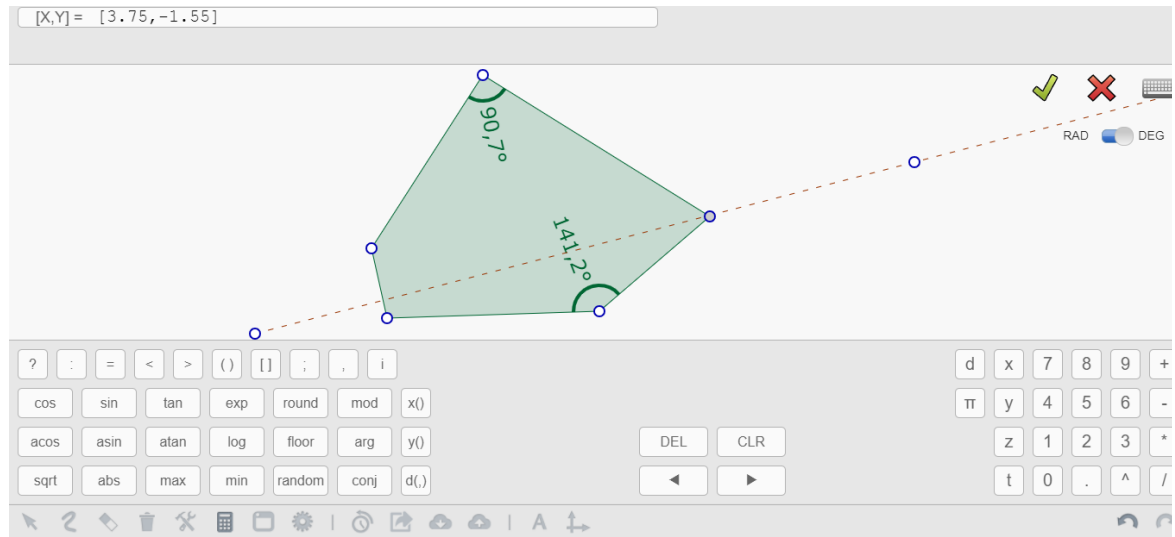 [X,Y] = [3.75,-1.55]
90,7º
RAD DEG
141,2º
? : = < > ( ) [ ] ; , i d x 7 8 9 +
cos sin tan exp round mod x() π y 4 5 6 -
acos asin atan log floor arg y() DEL CLR z 1 2 3 *
sqrt abs max min random conj d(,) ◄ ► t 0 . ^ /
A